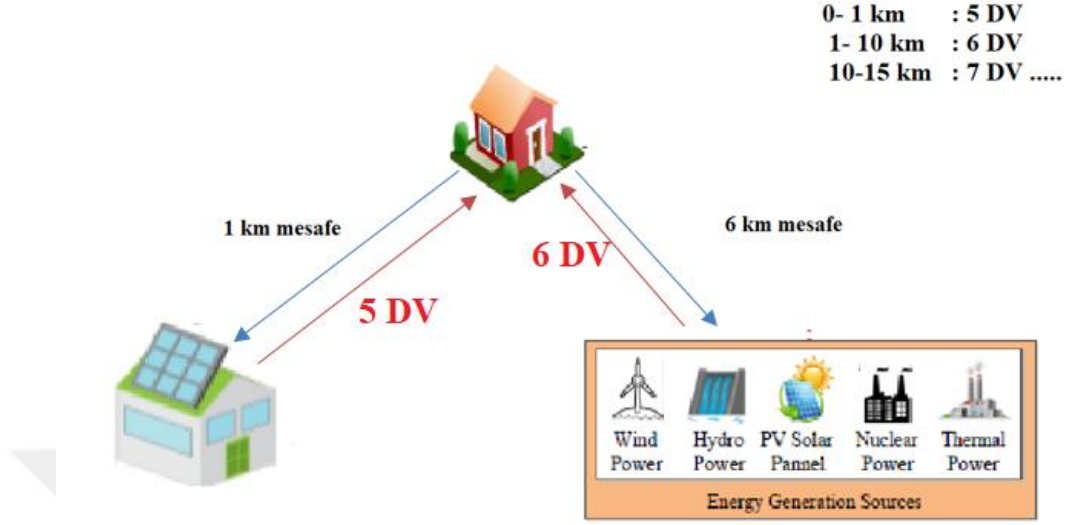 0- 1 km : 5 DV
1- 10 km : 6 DV
10-15 km : 7 DV .....
1 km mesafe
6 km mesafe
6 DV
5 DV
Wind Power
Hydro Power
PV Solar Pannel
Nuclear Power
Thermal Power
Energy Generation Sources